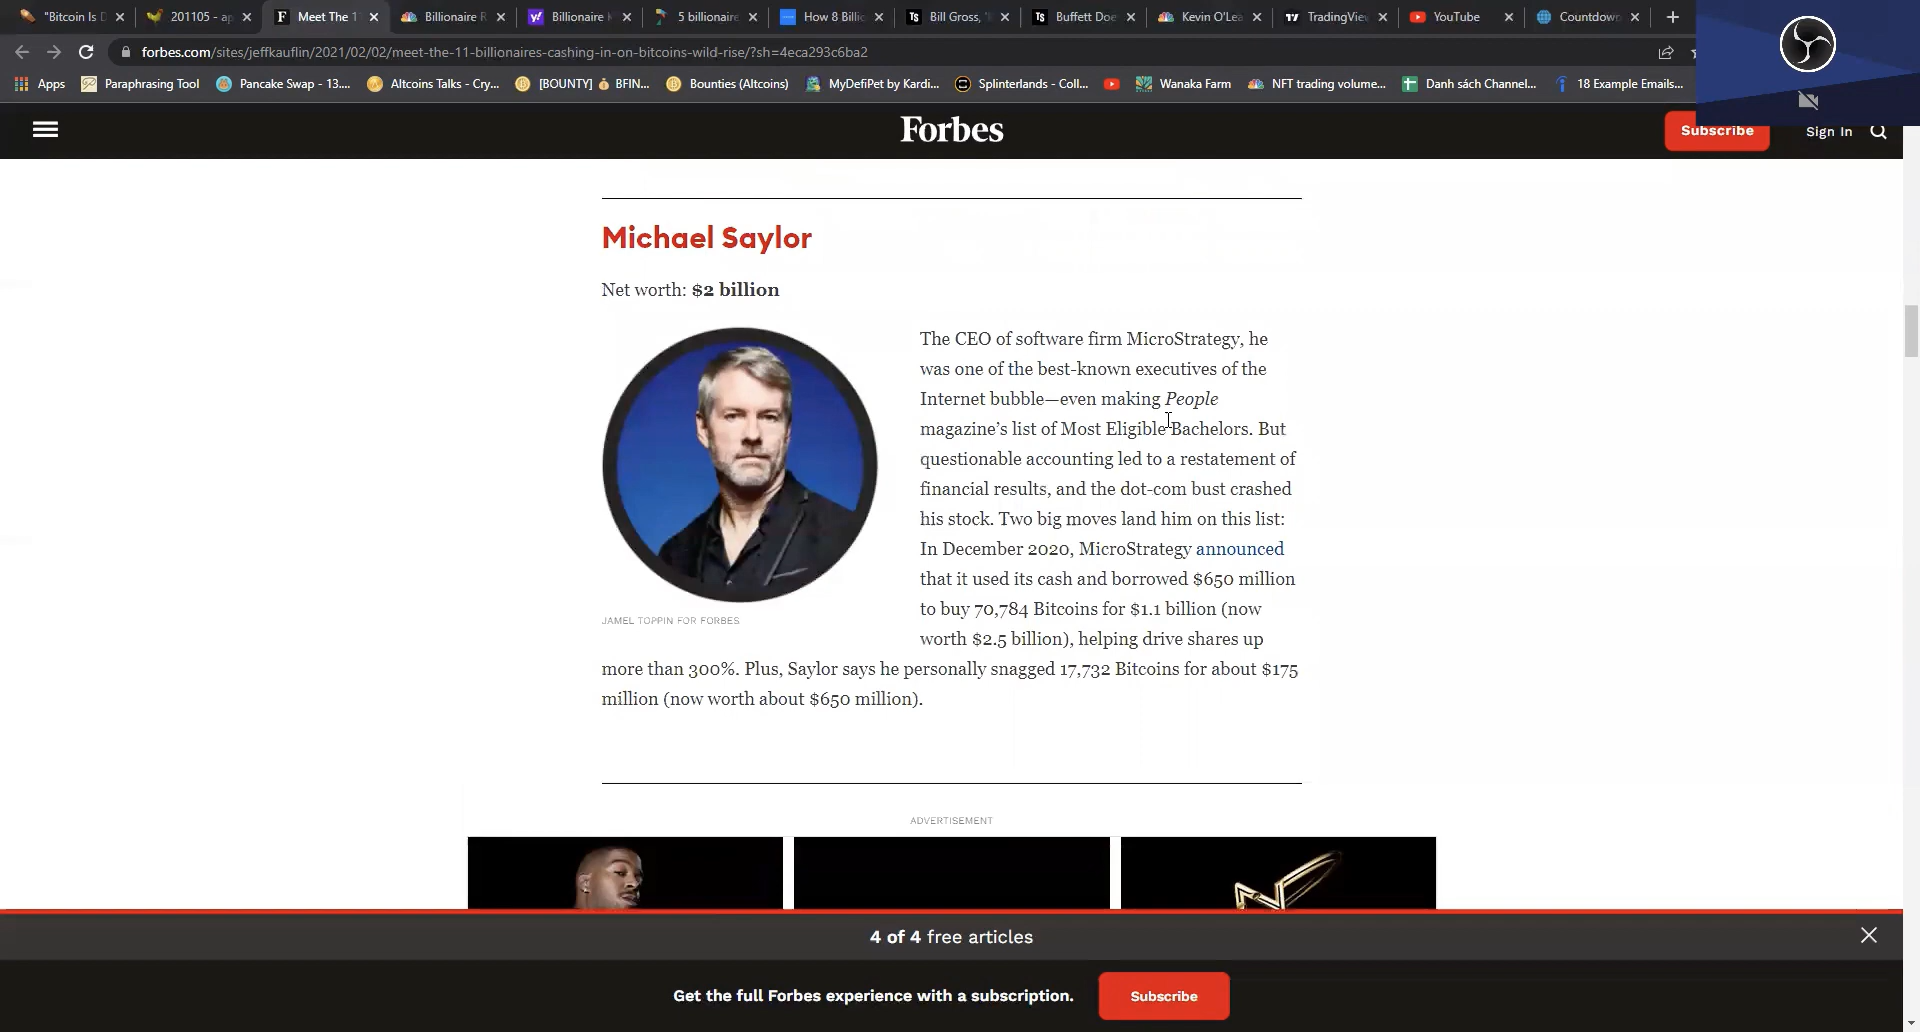 "Bitcoin Is D
201105 - ap
Meet The 1
Billionaire R
Billionaire
5 billionaire
How 8 Billio
Bill Gross, '
Buffett Doe
Kevin O'Lea
TradingView
YouTube
Countdown
forbes.com/sites/jeffkauflin/2021/02/02/meet-the-11-billionaires-cashing-in-on-bitcoins-wild-rise/?sh=4eca293c6ba2
Apps
Paraphrasing Tool
Pancake Swap - 13....
Altcoins Talks - Cry...
[BOUNTY] 💰 BFIN...
Bounties (Altcoins)
MyDefiPet by Kardi...
Splinterlands - Coll...
Wanaka Farm
NFT trading volume...
Danh sách Channel...
18 Example Emails...
Forbes
Subscribe
Sign In
Michael Saylor
Net worth: $2 billion
The CEO of software firm MicroStrategy, he
was one of the best-known executives of the
Internet bubble—even making People
magazine's list of Most Eligible Bachelors. But
questionable accounting led to a restatement of
financial results, and the dot-com bust crashed
his stock. Two big moves land him on this list:
In December 2020, MicroStrategy announced
that it used its cash and borrowed $650 million
to buy 70,784 Bitcoins for $1.1 billion (now
worth $2.5 billion), helping drive shares up
more than 300%. Plus, Saylor says he personally snagged 17,732 Bitcoins for about $175
million (now worth about $650 million).
JAMEL TOPPIN FOR FORBES
ADVERTISEMENT
4 of 4 free articles
Get the full Forbes experience with a subscription.
Subscribe